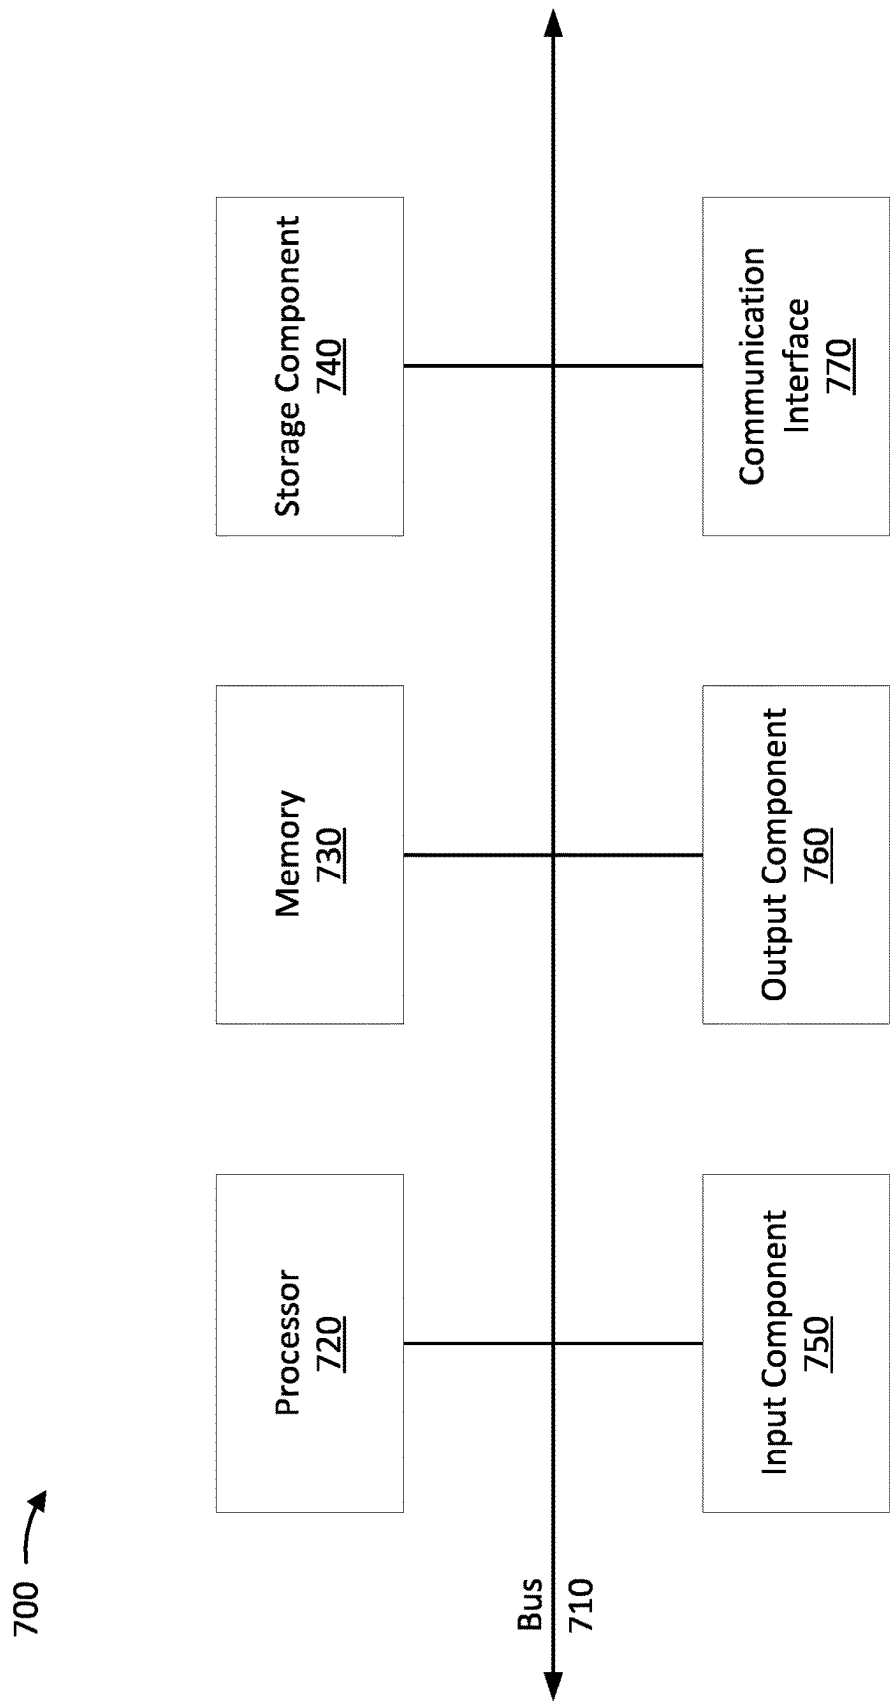 700
Processor
720
Memory
730
Storage Component
740
Bus
710
Input Component
750
Output Component
760
Communication
Interface
770